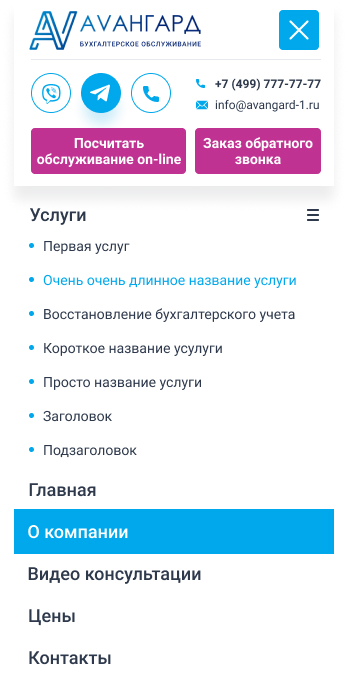 АVАНГАРД
БУХГАЛТЕРСКОЕ ОБСЛУЖИВАНИЕ
+7 (499) 777-77-77
info@avangard-1.ru
Посчитать
обслуживание on-line
Заказ обратного
звонка
Услуги
Первая услуг
Очень очень длинное название услуги
Восстановление бухгалтерского учета
Короткое название усулуги
Просто название услуги
Заголовок
Подзаголовок
Главная
О компании
Видео консультации
Цены
Контакты